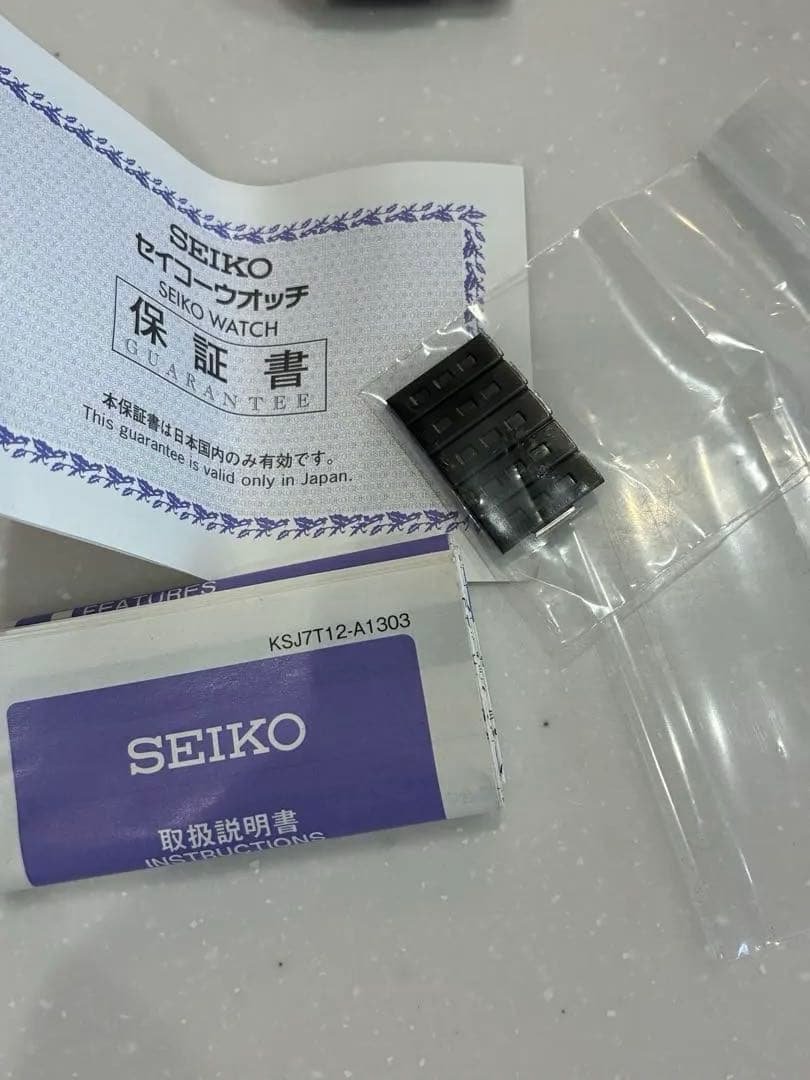 SEIKO
セイコーウオッチ
SEIKO WATCH
保証書
GUARANTEE
本保証書は日本国内のみ有効です。
This guarantee is valid only in Japan.
FEATURES
KSJ7T12-A1303
SEIKO
取扱説明書
INSTRUCTIONS